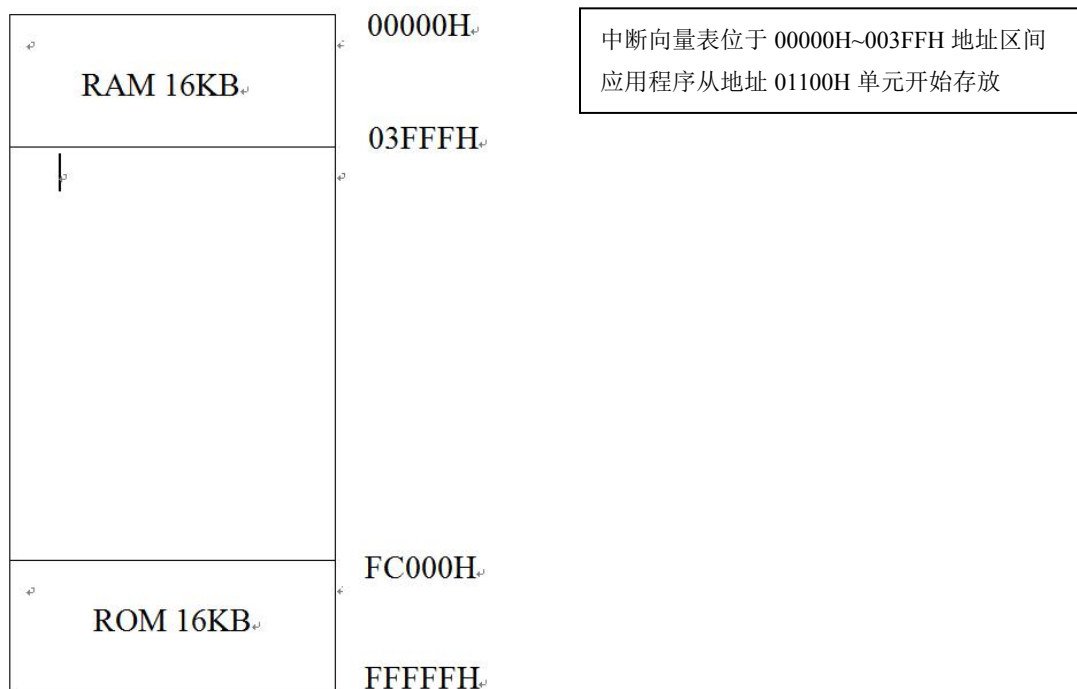 00000H
RAM 16KB
03FFFH
FC000H
ROM 16KB
FFFFFH
中断向量表位于 00000H~003FFH 地址区间
应用程序从地址 01100H 单元开始存放